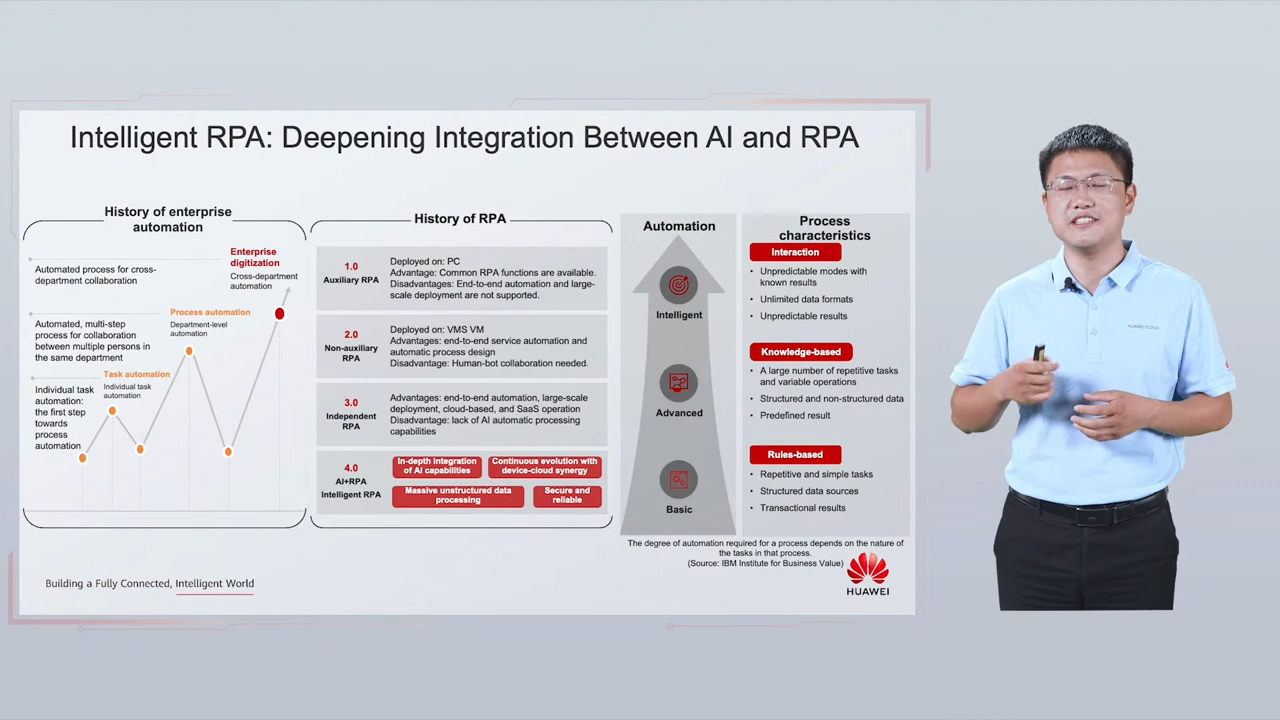 Intelligent RPA: Deepening Integration Between AI and RPA
History of enterprise
automation
Enterprise
digitization
Cross-department
automation
Automated process for cross-
department collaboration
Process automation
Department-level
automation
Automated, multi-step
process for collaboration
between multiple persons in
the same department
Task automation
Individual task
automation
Individual task
automation:
the first step
towards
process
automation
History of RPA
1.0
Auxiliary RPA
Deployed on: PC
Advantage: Common RPA functions are available.
Disadvantages: End-to-end automation and large-
scale deployment are not supported.
2.0
Non-auxiliary
RPA
Deployed on: VMS VM
Advantages: end-to-end service automation and
automatic process design
Disadvantage: Human-bot collaboration needed.
3.0
Independent
RPA
Advantages: end-to-end automation, large-scale
deployment, cloud-based, and SaaS operation
Disadvantage: lack of AI automatic processing
capabilities
4.0
AI+RPA
Intelligent RPA
In-depth integration
of AI capabilities
Continuous evolution with
device-cloud synergy
Massive unstructured data
processing
Secure and
reliable
Automation
Intelligent
Advanced
Basic
Process
characteristics
Interaction
• Unpredictable modes with
known results
• Unlimited data formats
• Unpredictable results
Knowledge-based
• A large number of repetitive tasks
and variable operations
• Structured and non-structured data
• Predefined result
Rules-based
• Repetitive and simple tasks
• Structured data sources
• Transactional results
The degree of automation required for a process depends on the nature of
the tasks in that process.
(Source: IBM Institute for Business Value)
Building a Fully Connected, Intelligent World
HUAWEI
HUAWEI CLOUD